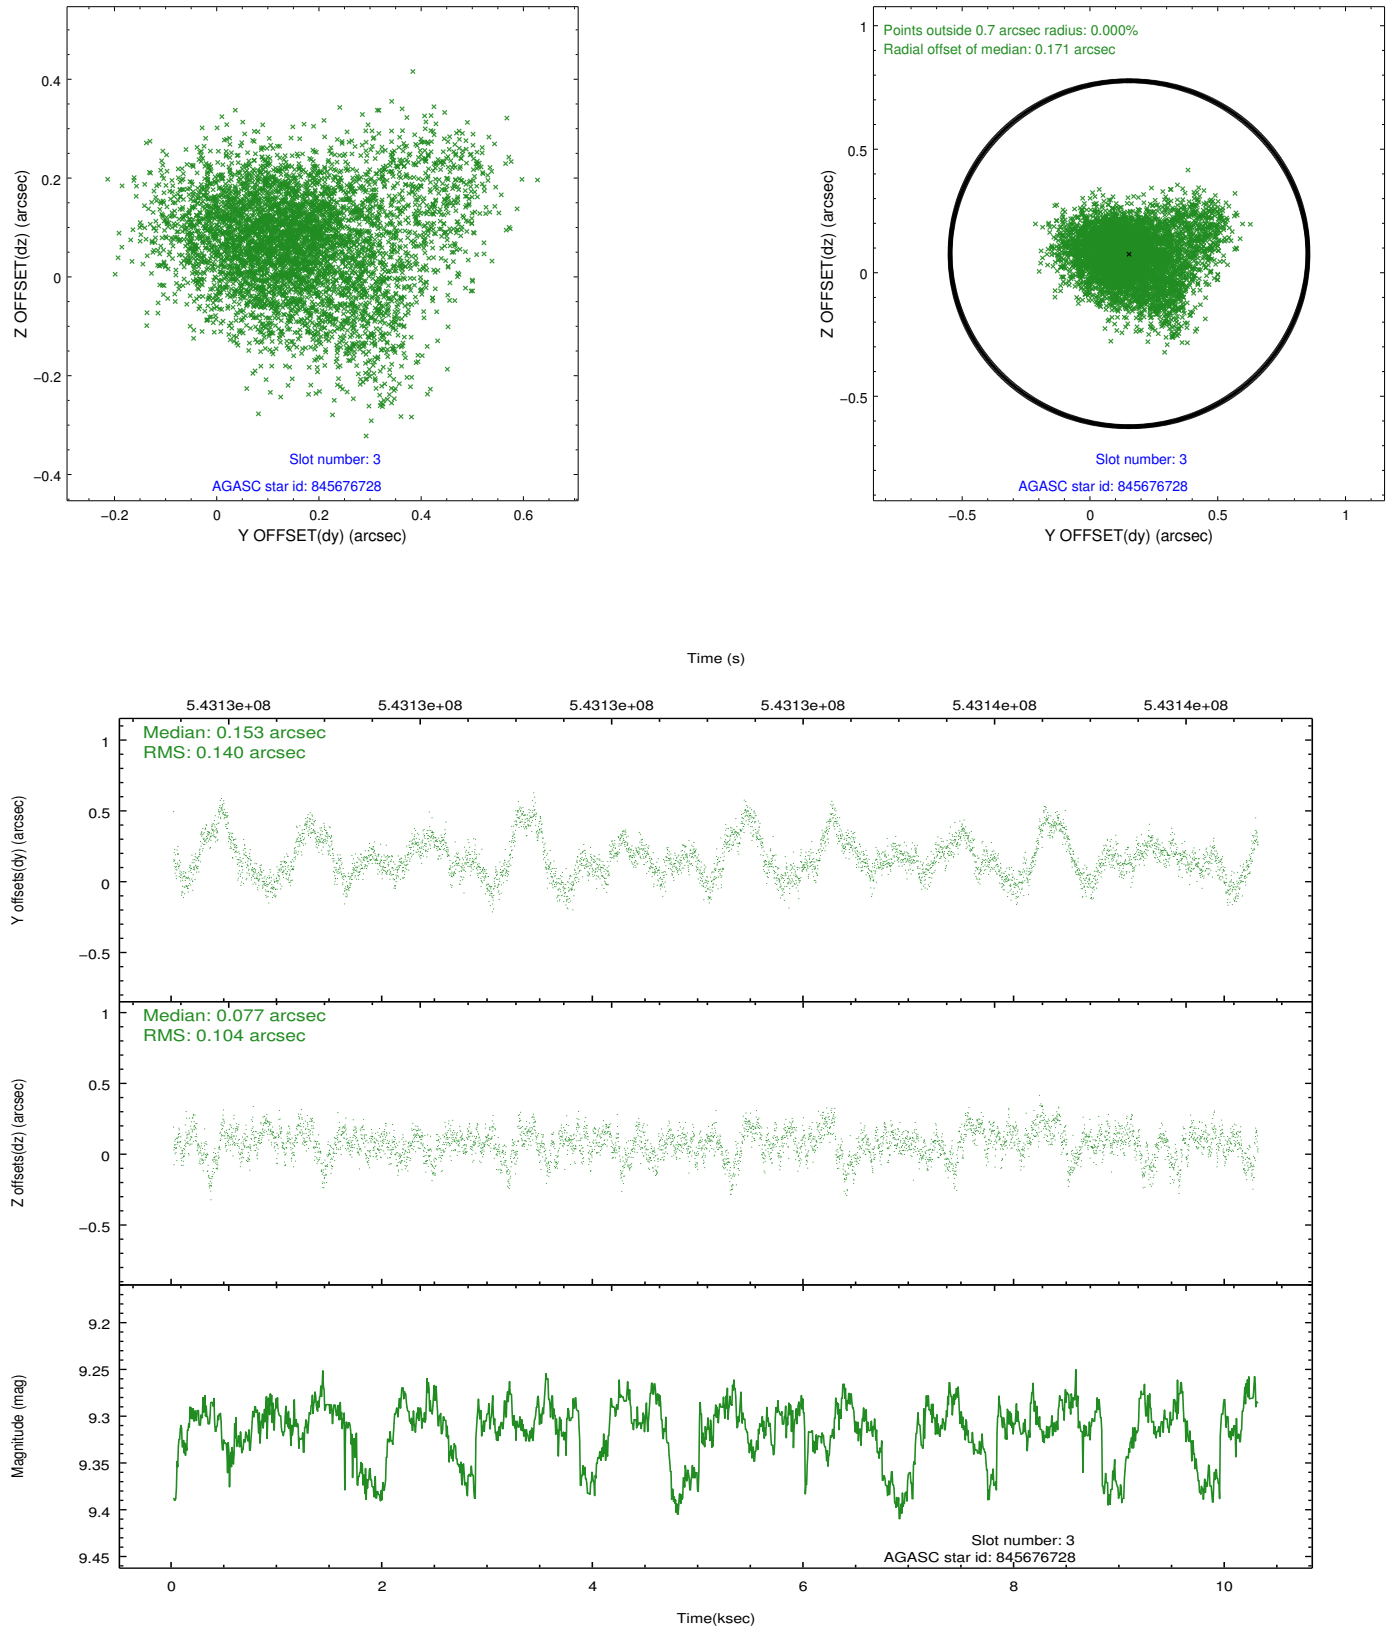 0.4
0.2
0
−0.2
−0.4
Z OFFSET(dz) (arcsec)
Slot number: 3
AGASC star id: 845676728
−0.2 0 0.2 0.4 0.6
Y OFFSET(dy) (arcsec)
Points outside 0.7 arcsec radius: 0.000%
Radial offset of median: 0.171 arcsec
1
0.5
0
−0.5
Z OFFSET(dz) (arcsec)
Slot number: 3
AGASC star id: 845676728
−0.5 0 0.5 1
Y OFFSET(dy) (arcsec)
Time (s)
5.4313e+08 5.4313e+08 5.4313e+08 5.4313e+08 5.4314e+08 5.4314e+08
Median: 0.153 arcsec
RMS: 0.140 arcsec
1
0.5
0
−0.5
Y offsets(dy) (arcsec)
Median: 0.077 arcsec
RMS: 0.104 arcsec
1
0.5
0
−0.5
Z offsets(dz) (arcsec)
9.2
9.25
9.3
9.35
9.4
9.45
Magnitude (mag)
Slot number: 3
AGASC star id: 845676728
0 2 4 6 8 10
Time(ksec)